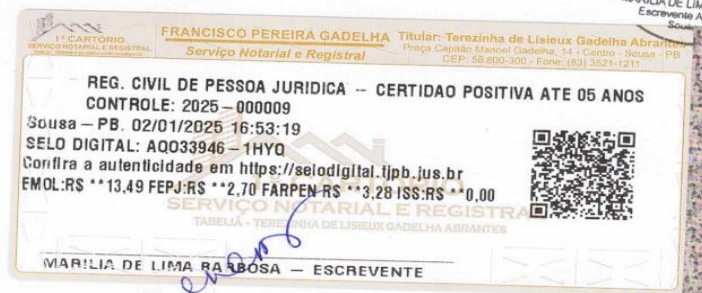 1º CARTÓRIO
SERVIÇO NOTARIAL E REGISTRAL
FRANCISCO PEREIRA GADELHA
Serviço Notarial e Registral
Titular: Terezinha de Lisieux Gadelha Abrantes
Praça Capitão Manoel Gadelha, 14 - Centro - Sousa - PB
CEP: 58.800-300 - Fone: (83) 3521-1211
Escrevente A
REG. CIVIL DE PESSOA JURIDICA -- CERTIDAO POSITIVA ATE 05 ANOS
CONTROLE: 2025-000009
Sousa - PB. 02/01/2025 16:53:19
SELO DIGITAL: AQO33946-1HYQ
Confira a autenticidade em https://selodigital.tjpb.jus.br
EMOL:R$ **13,49 FEPJ:R$ **2,70 FARPEN R$ **3,28 ISS:R$ **0,00
SERVIÇO NOTARIAL E REGISTRA
TABELIÃ - TEREZINHA DE LISIEUX GADELHA ABRANTES
MARILIA DE LIMA BARBOSA — ESCREVENTE